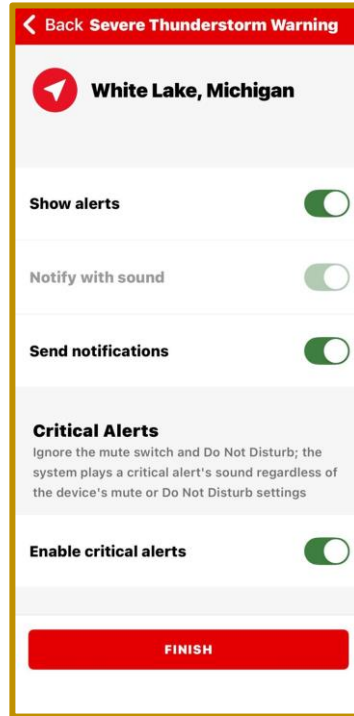 Back Severe Thunderstorm Warning
White Lake, Michigan
Show alerts
Notify with sound
Send notifications
Critical Alerts
Ignore the mute switch and Do Not Disturb; the
system plays a critical alert's sound regardless of
the device's mute or Do Not Disturb settings
Enable critical alerts
FINISH